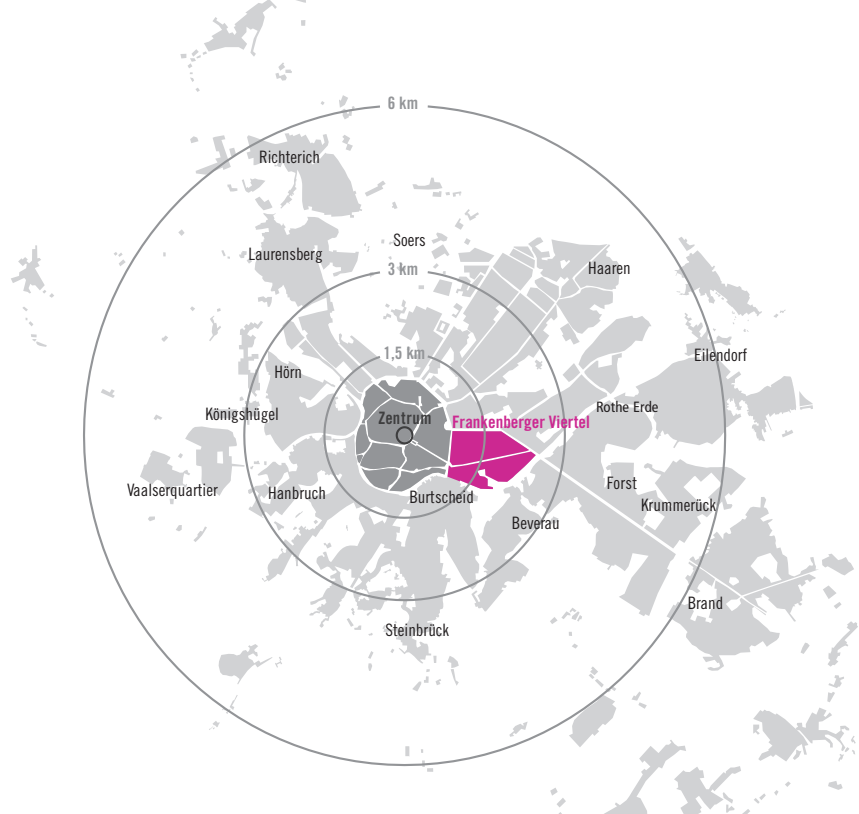 6 km
Richterich
Soers
Laurensberg
3 km
Haaren
1,5 km
Eilendorf
Hörn
Rothe Erde
Königshügel
Zentrum
Frankenberger Viertel
Forst
Vaalserquartier
Hanbruch
Burtscheid
Krummerück
Beverau
Brand
Steinbrück